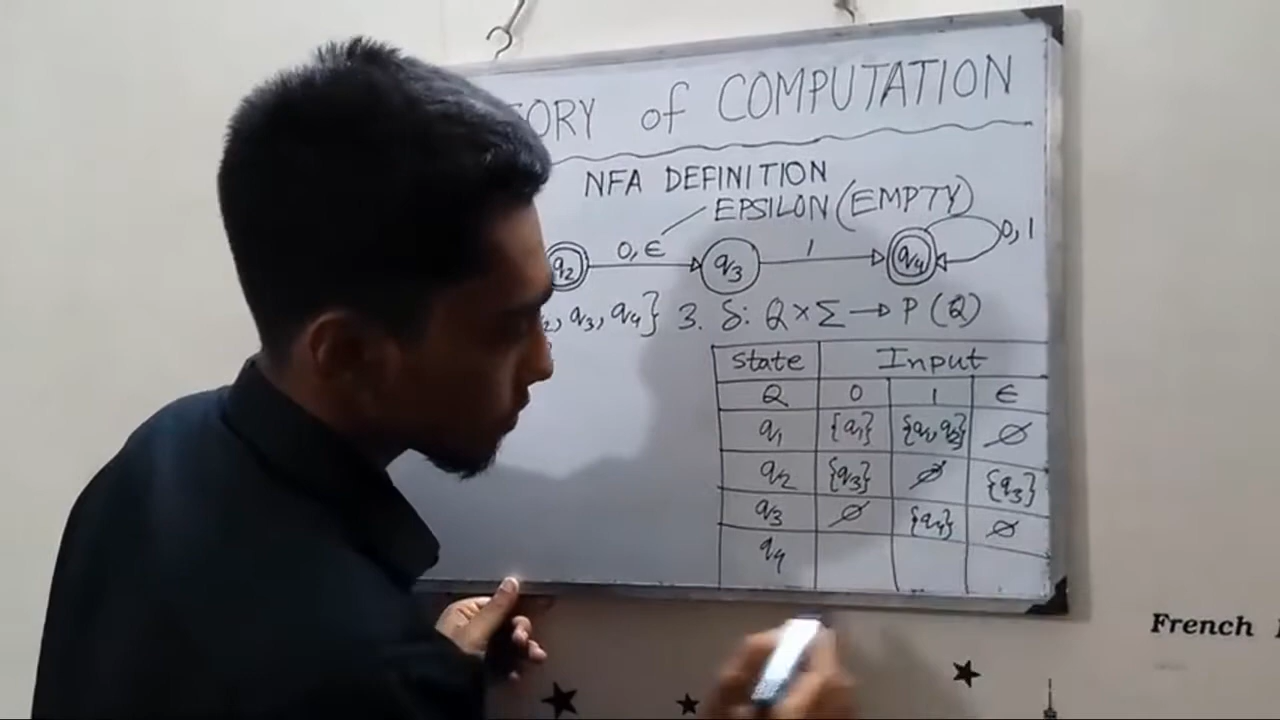 ORY of COMPUTATION
NFA DEFINITION
EPSILON (EMPTY)
0, ϵ 1 0, 1
q2 q3 q4
2, q3, q4} 3. δ: Q × Σ → P (Q)
State Input
Q 0 1 ϵ
q1 {q1} {q1, q2} ∅
q2 {q3} ∅ {q3}
q3 ∅ {q4} ∅
q4
French